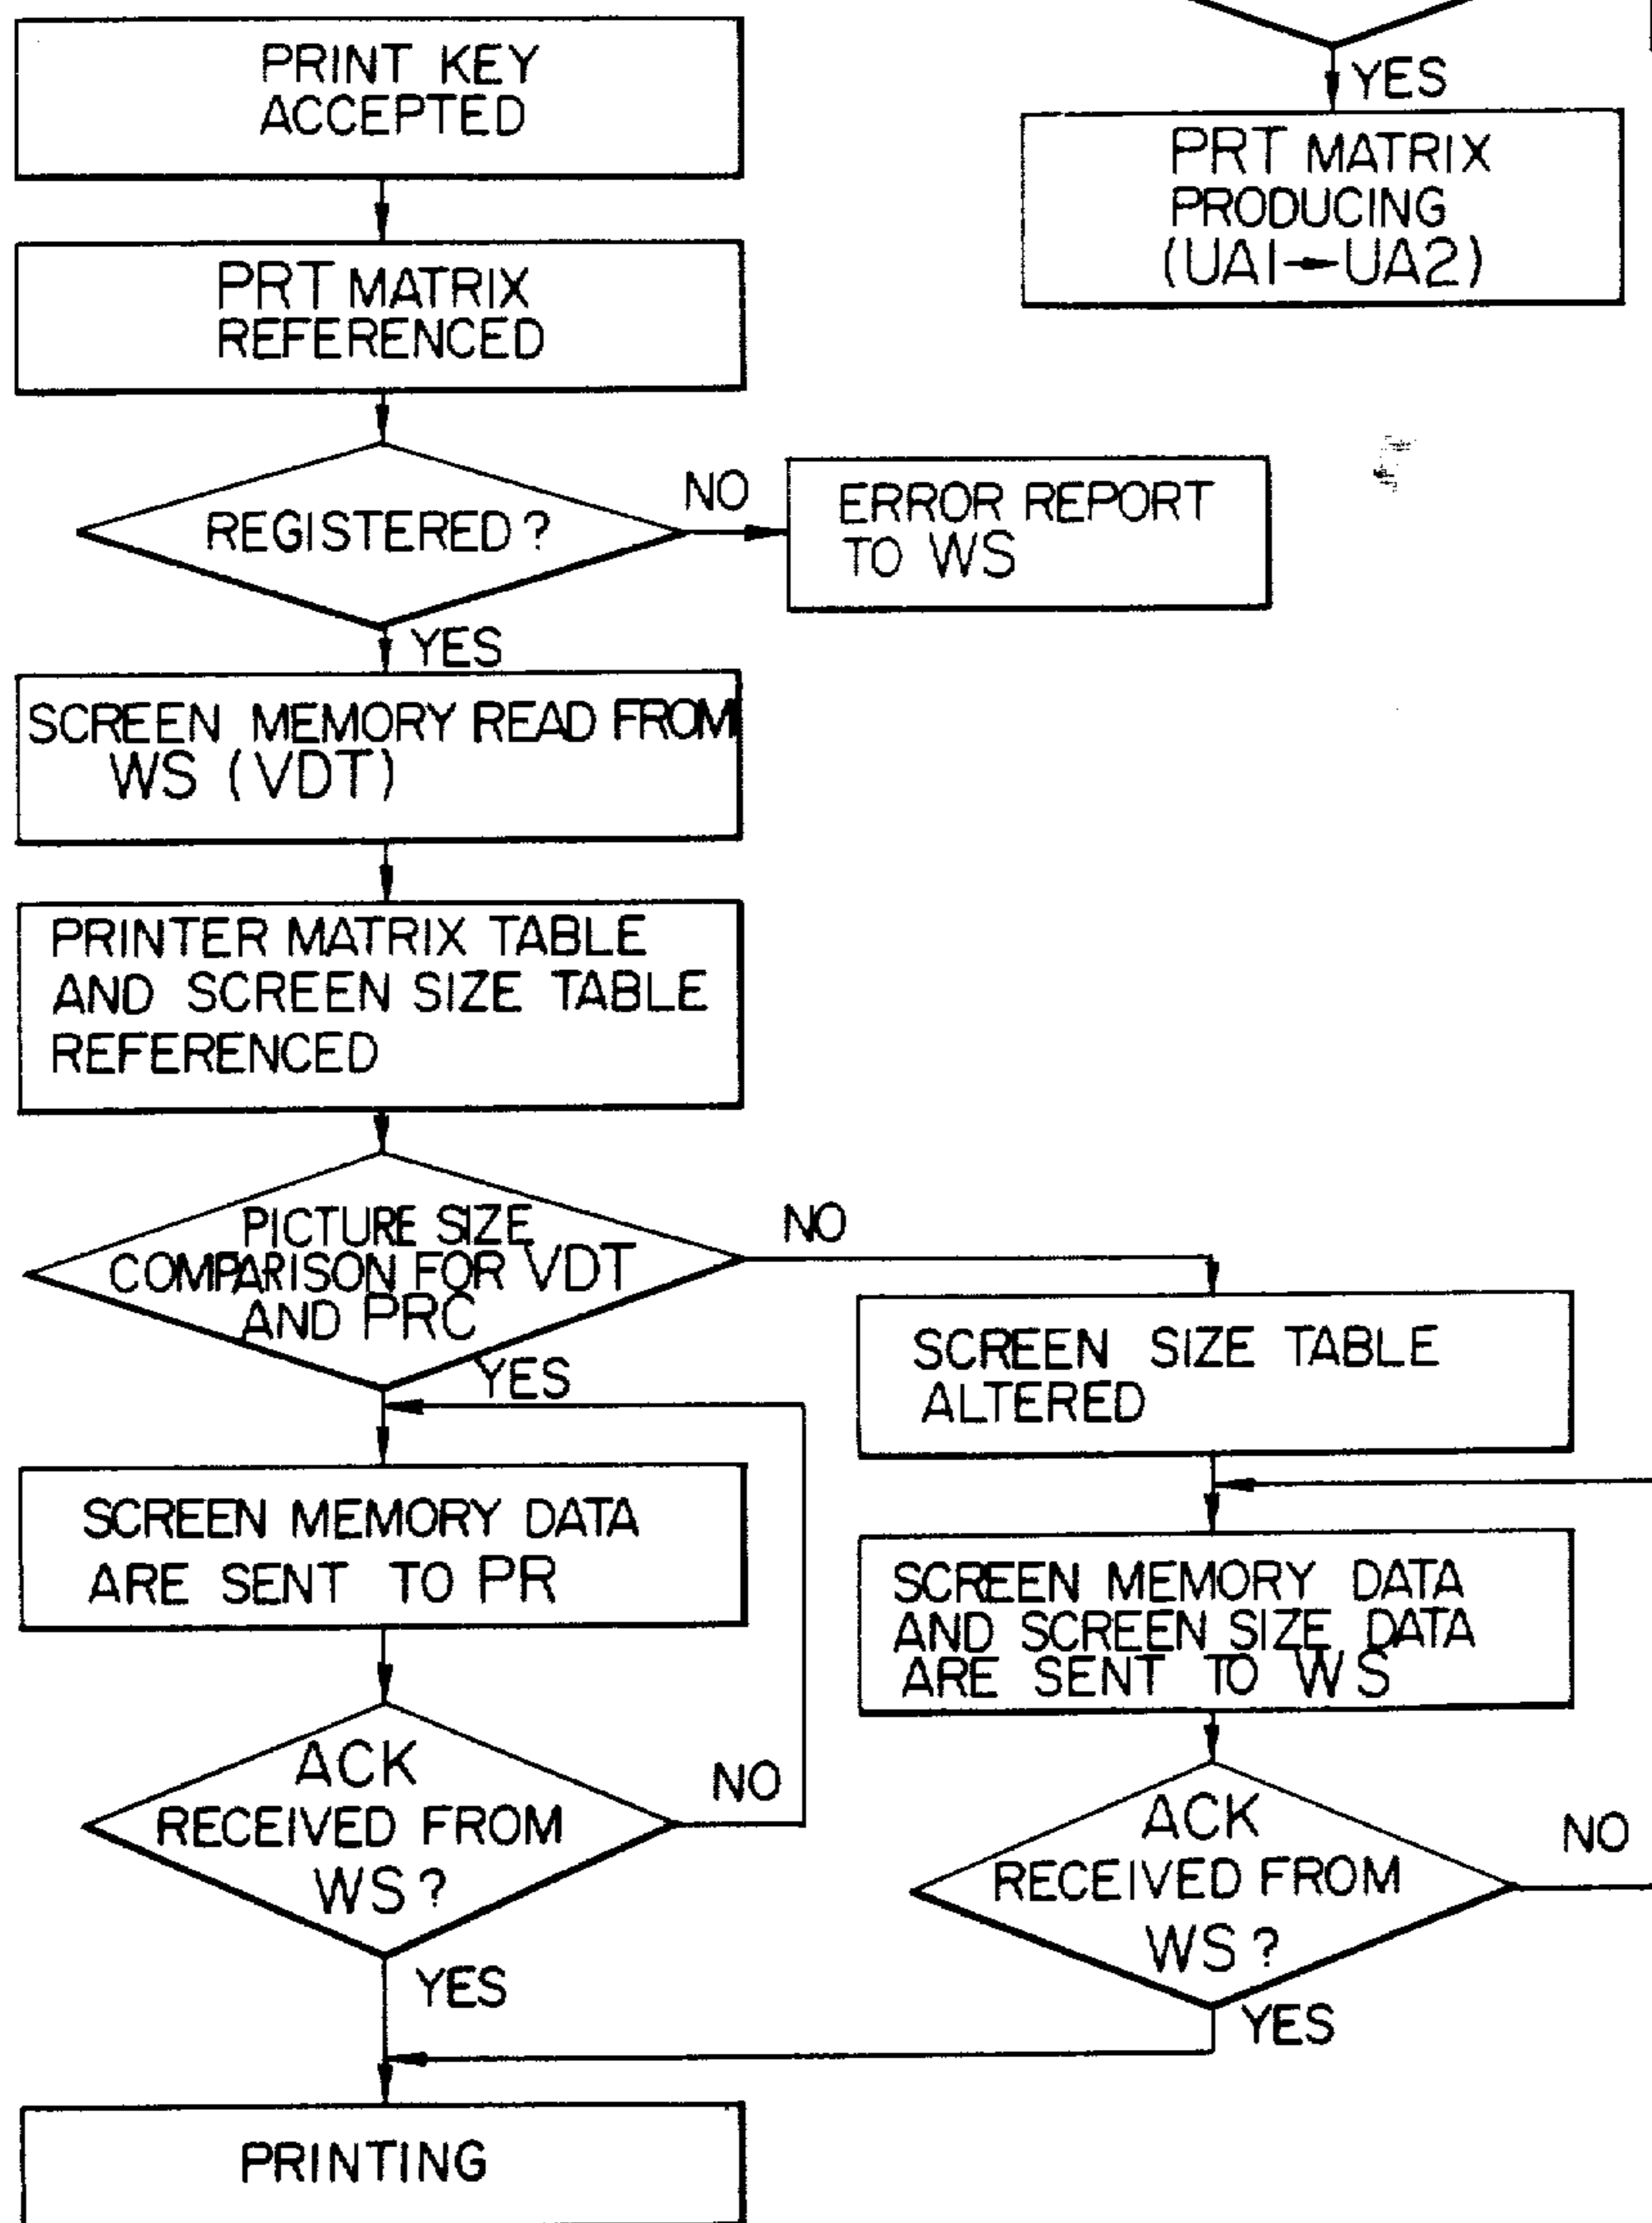 PRINT KEY
ACCEPTED
YES
PRT MATRIX
PRODUCING
(UA1→UA2)
PRT MATRIX
REFERENCED
REGISTERED?
NO
ERROR REPORT
TO WS
YES
SCREEN MEMORY READ FROM
WS (VDT)
PRINTER MATRIX TABLE
AND SCREEN SIZE TABLE
REFERENCED
PICTURE SIZE
COMPARISON FOR VDT
AND PRC
NO
YES
SCREEN SIZE TABLE
ALTERED
SCREEN MEMORY DATA
ARE SENT TO PR
SCREEN MEMORY DATA
AND SCREEN SIZE DATA
ARE SENT TO WS
ACK
RECEIVED FROM
WS?
NO
YES
ACK
RECEIVED FROM
WS?
NO
YES
PRINTING